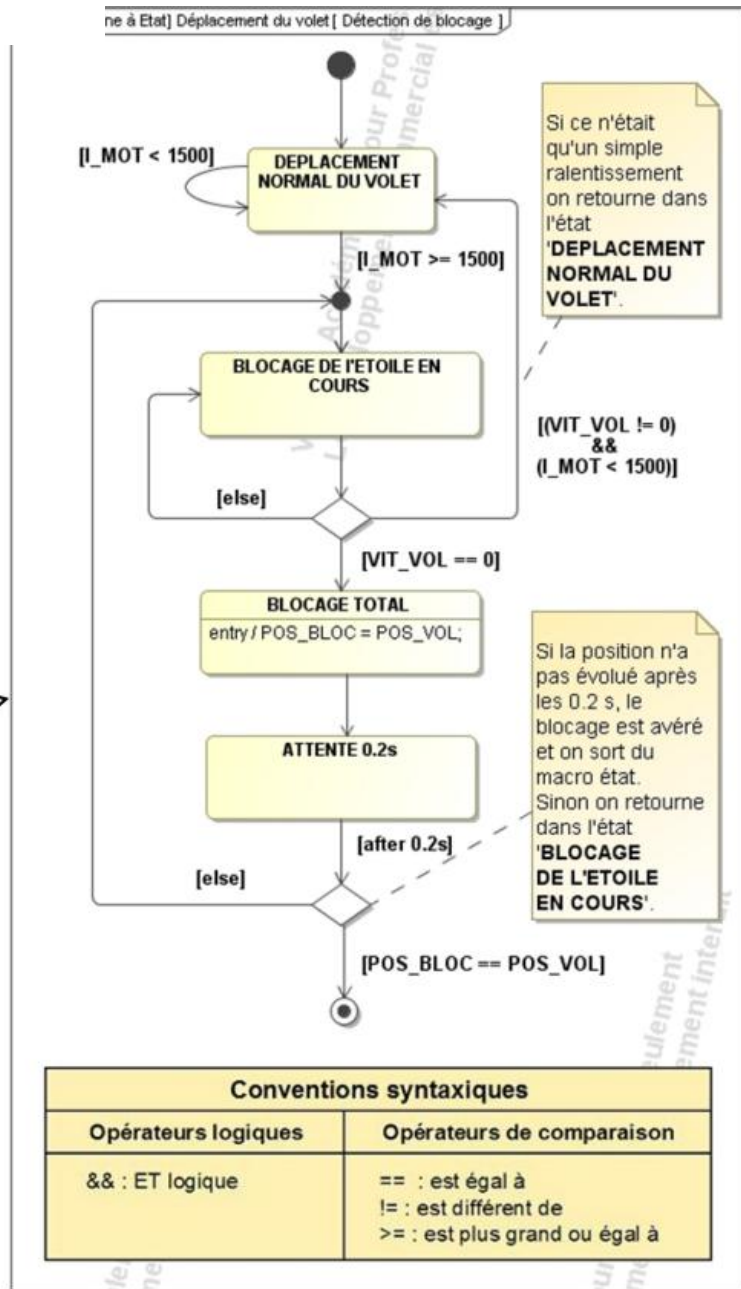 ne à Etat] Déplacement du volet [ Détection de blocage ]
[I_MOT < 1500]
DEPLACEMENT
NORMAL DU VOLET
Si ce n'était
qu'un simple
ralentissement
on retourne dans
l'état
'DEPLACEMENT
NORMAL DU
VOLET'.
[I_MOT >= 1500]
BLOCAGE DE l'ETOILE EN
COURS
[(VIT_VOL != 0)
&&
(I_MOT < 1500)]
[else]
[VIT_VOL == 0]
BLOCAGE TOTAL
entry / POS_BLOC = POS_VOL;
ATTENTE 0.2s
Si la position n'a
pas évolué après
les 0.2 s, le
blocage est avéré
et on sort du
macro état.
Sinon on retourne
dans l'état
'BLOCAGE
DE L'ETOILE
EN COURS'.
[after 0.2s]
[else]
[POS_BLOC == POS_VOL]
Conventions syntaxiques
Opérateurs logiques
Opérateurs de comparaison
&& : ET logique
== : est égal à
!= : est différent de
>= : est plus grand ou égal à